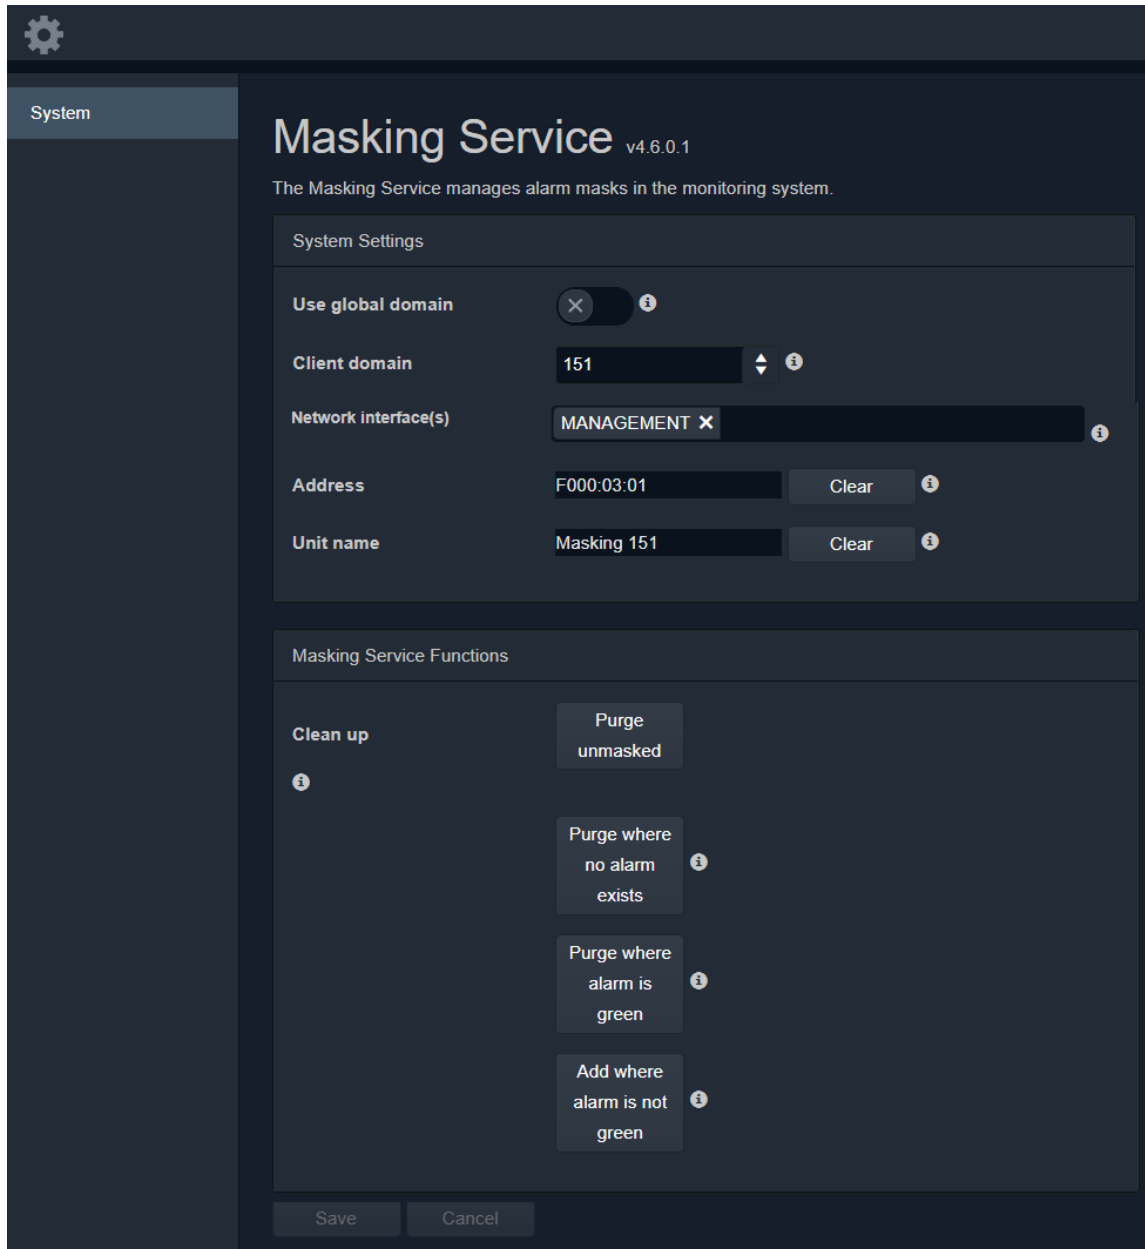 System
Masking Service v4.6.0.1
The Masking Service manages alarm masks in the monitoring system.
System Settings
Use global domain
Client domain 151
Network interface(s) MANAGEMENT
Address F000:03:01 Clear
Unit name Masking 151 Clear
Masking Service Functions
Clean up
Purge
unmasked
Purge where
no alarm
exists
Purge where
alarm is
green
Add where
alarm is not
green
Save Cancel